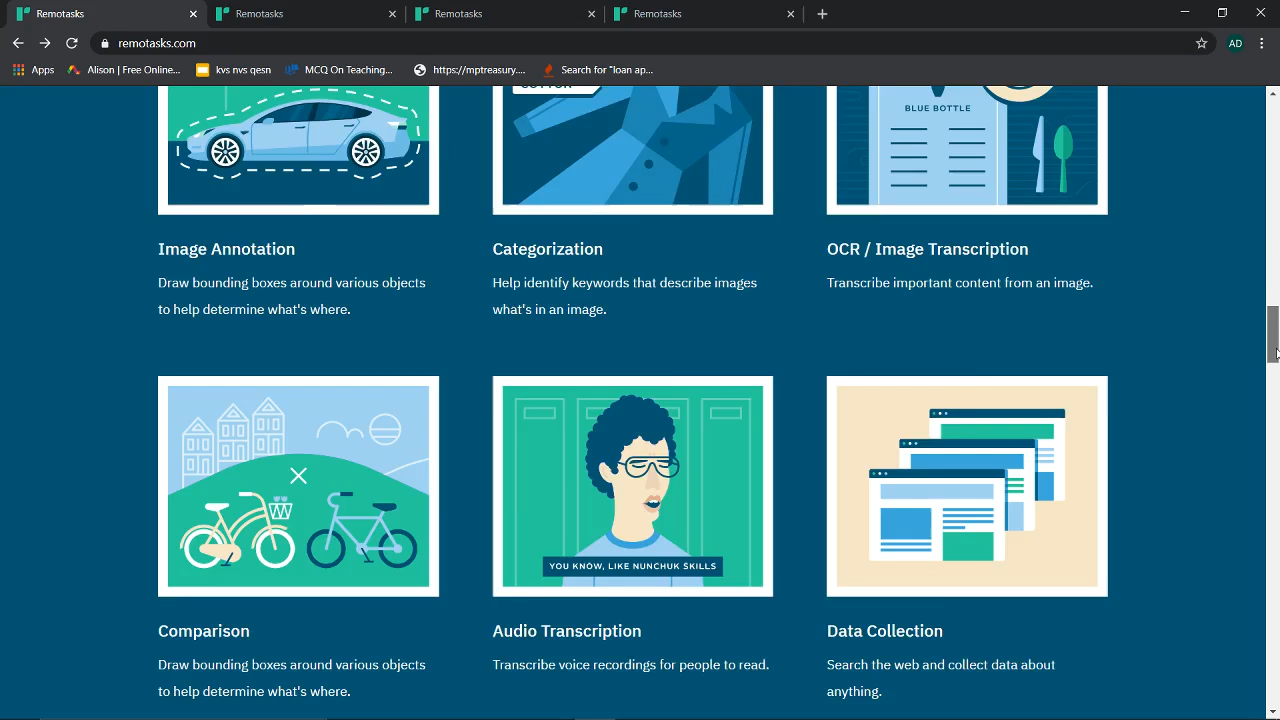 Remotasks
Remotasks
Remotasks
Remotasks
remotasks.com
AD
Apps
Alison | Free Online...
kvs nvs qesn
MCQ On Teaching...
https://mptreasury....
Search for "loan ap...
BLUE BOTTLE
Image Annotation
Draw bounding boxes around various objects
to help determine what's where.
Categorization
Help identify keywords that describe images
what's in an image.
OCR / Image Transcription
Transcribe important content from an image.
YOU KNOW, LIKE NUNCHUK SKILLS
Comparison
Draw bounding boxes around various objects
to help determine what's where.
Audio Transcription
Transcribe voice recordings for people to read.
Data Collection
Search the web and collect data about
anything.